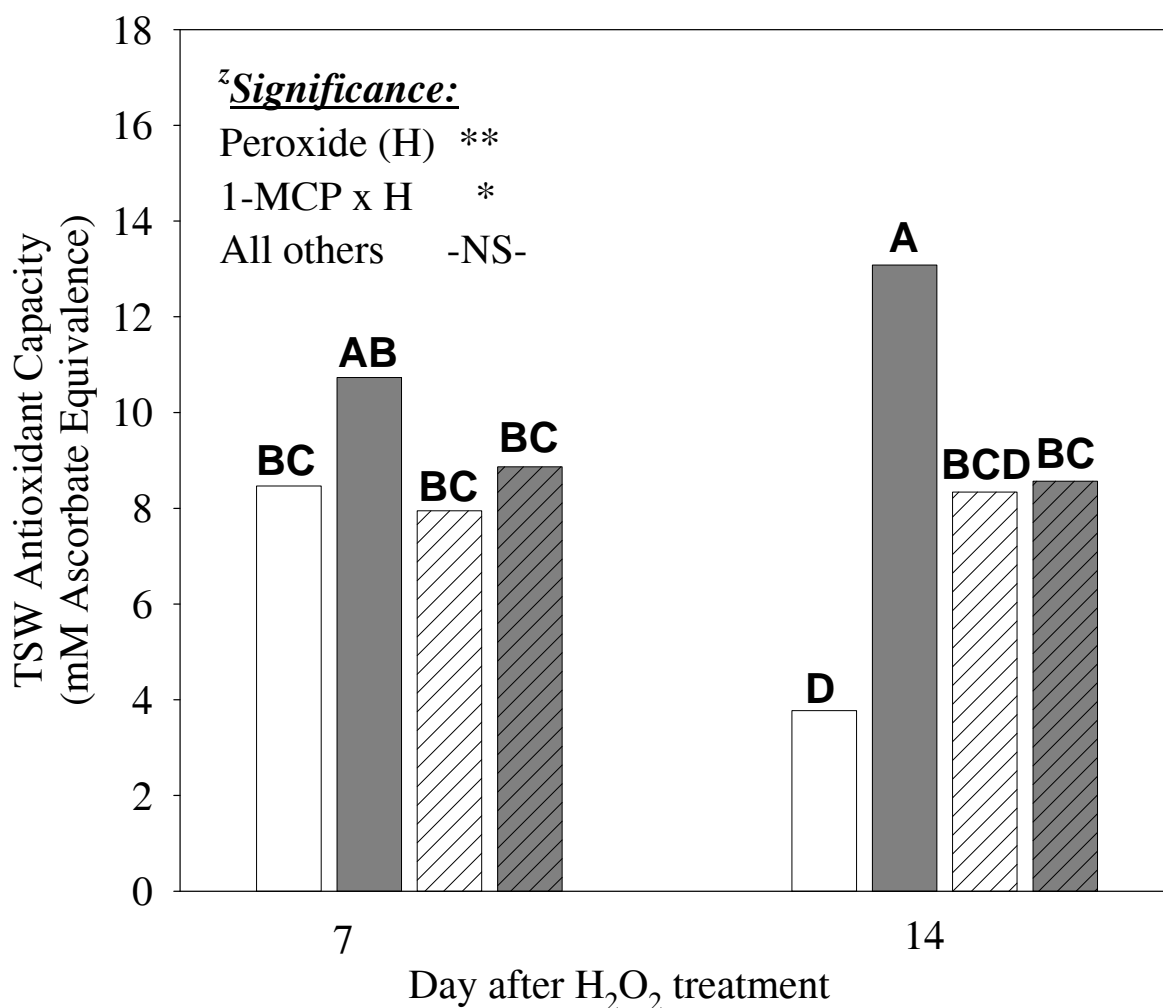 18
16
14
12
10
8
6
4
2
0
TSW Antioxidant Capacity
(mM Ascorbate Equivalence)
zSignificance:
Peroxide (H) **
1-MCP x H *
All others -NS-
BC
AB
BC
BC
D
A
BCD
BC
7
14
Day after H₂O₂ treatment